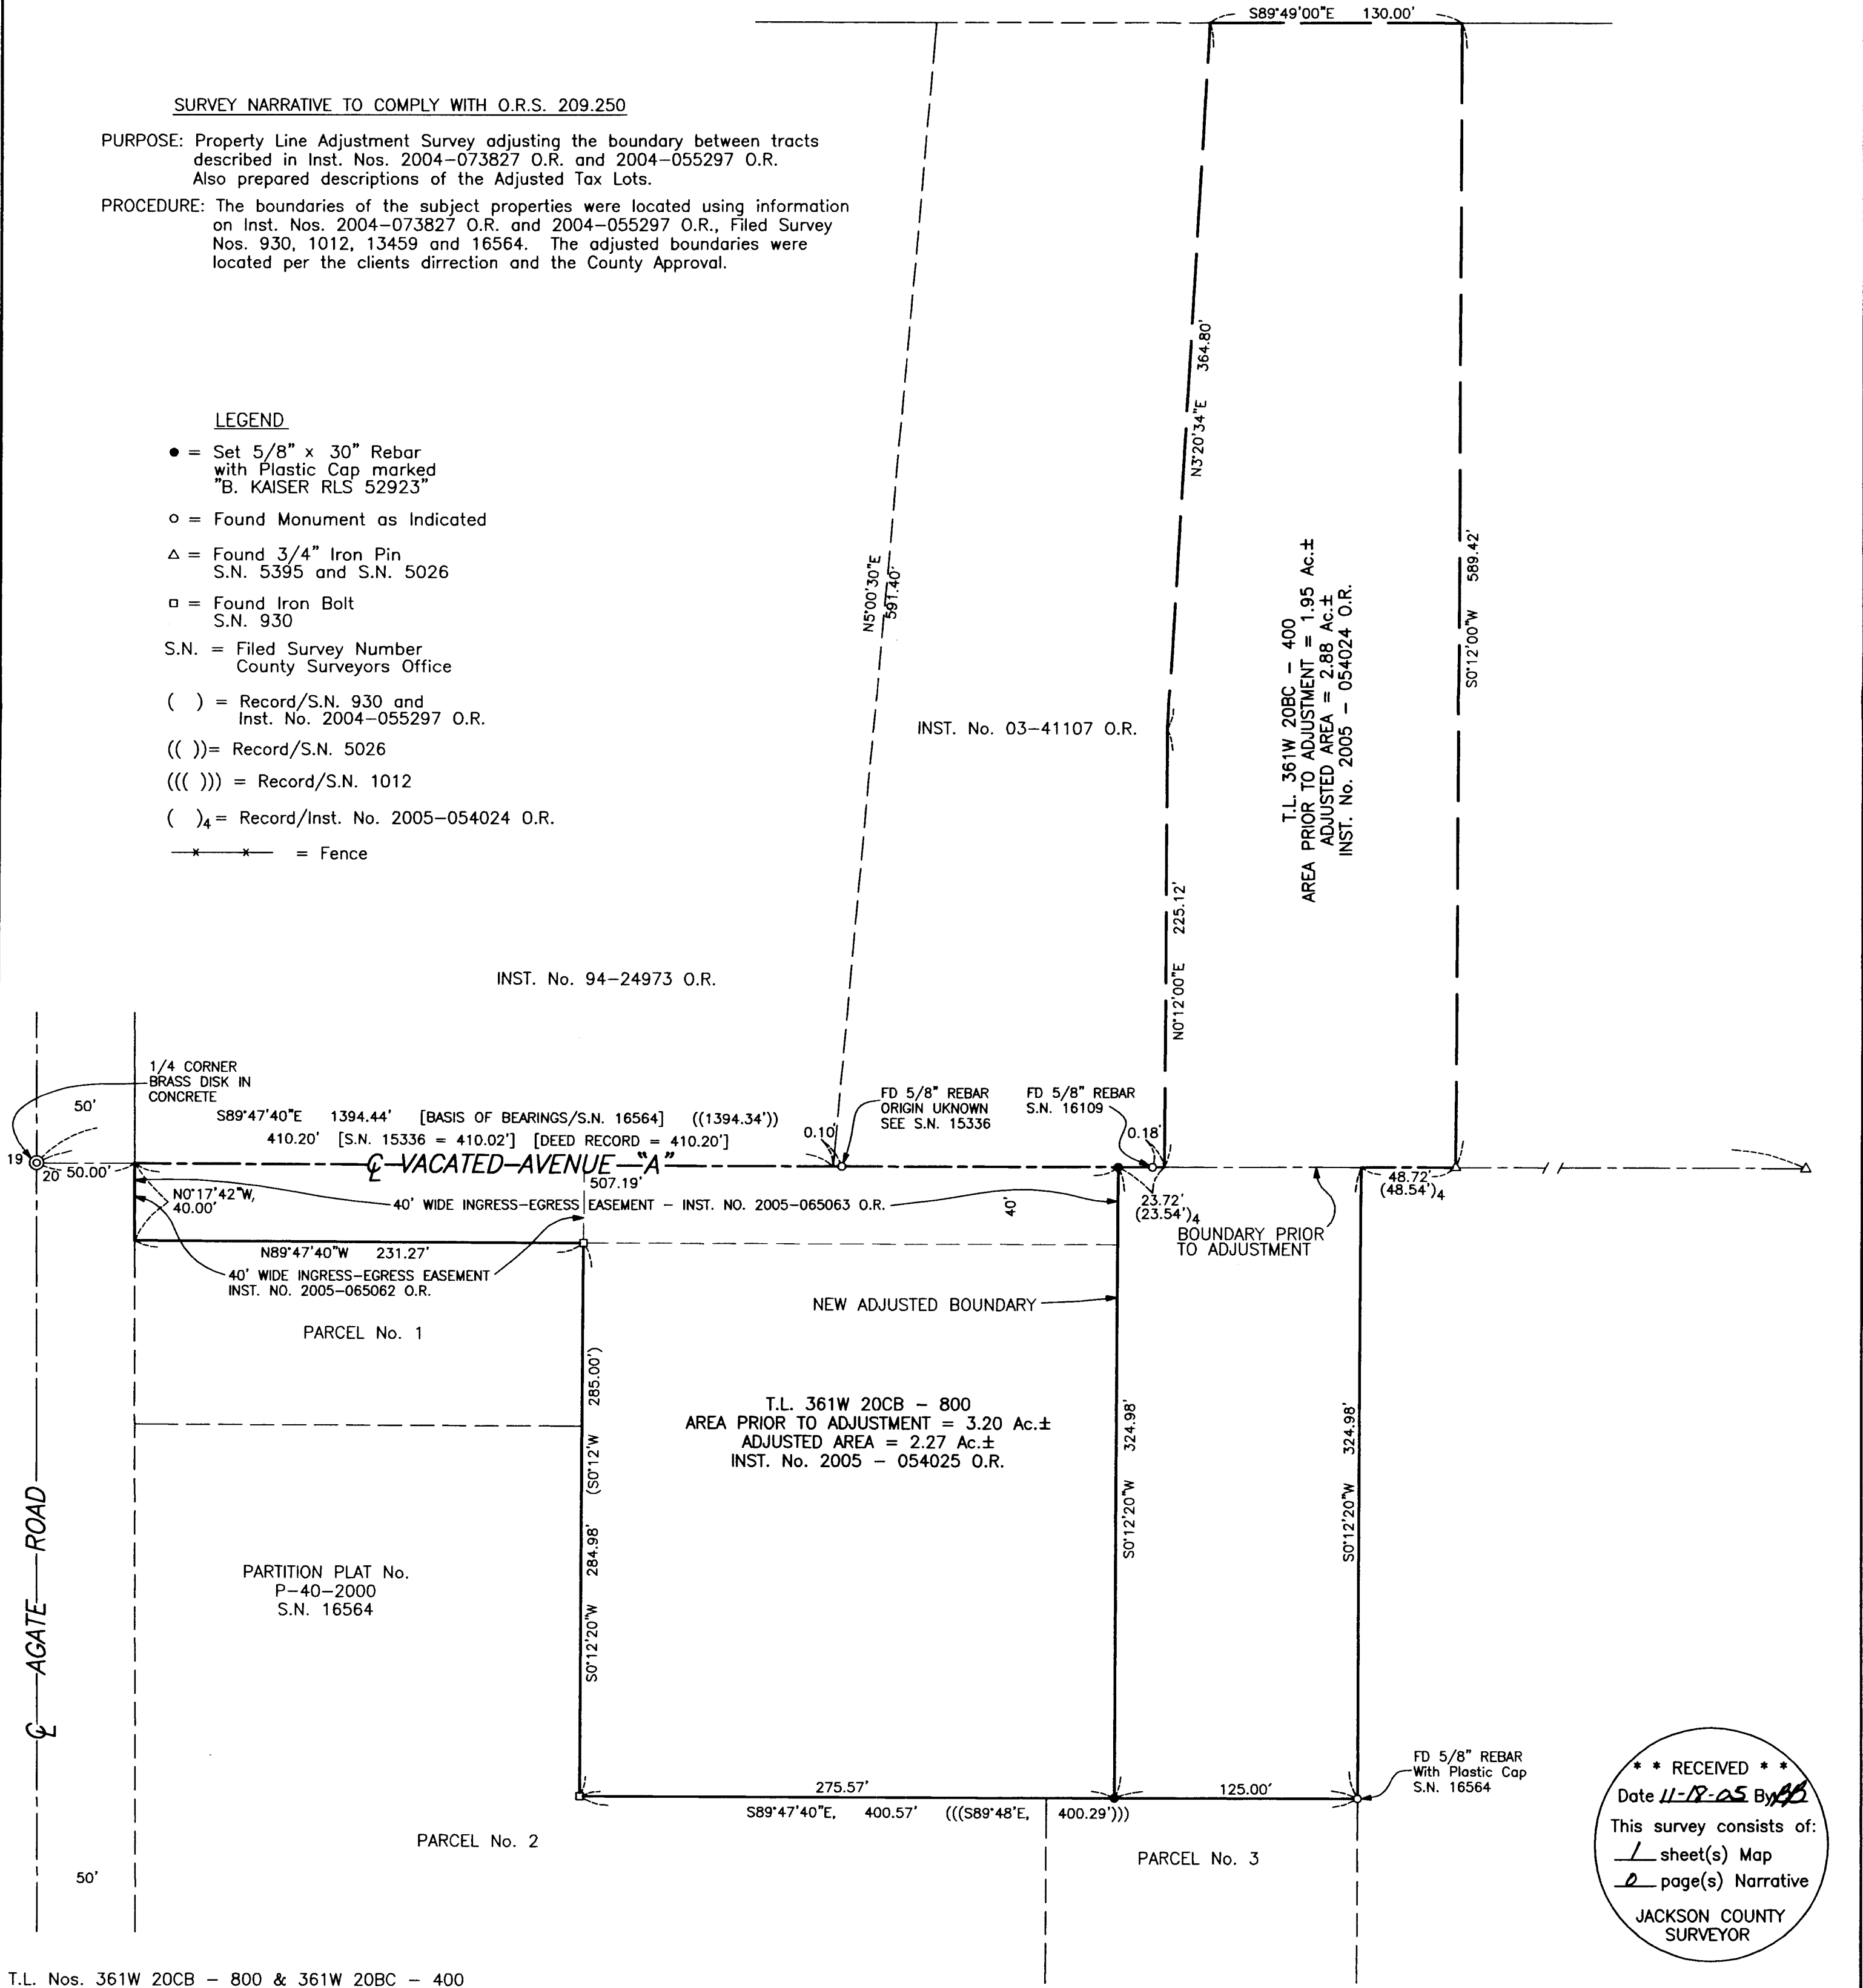 S89°49'00"E 130.00'
SURVEY NARRATIVE TO COMPLY WITH O.R.S. 209.250
PURPOSE: Property Line Adjustment Survey adjusting the boundary between tracts
described in Inst. Nos. 2004-073827 O.R. and 2004-055297 O.R.
Also prepared descriptions of the Adjusted Tax Lots.
PROCEDURE: The boundaries of the subject properties were located using information
on Inst. Nos. 2004-073827 O.R. and 2004-055297 O.R., Filed Survey
Nos. 930, 1012, 13459 and 16564. The adjusted boundaries were
located per the clients dirrection and the County Approval.
LEGEND
● = Set 5/8" x 30" Rebar
with Plastic Cap marked
"B. KAISER RLS 52923"
○ = Found Monument as Indicated
△ = Found 3/4" Iron Pin
S.N. 5395 and S.N. 5026
□ = Found Iron Bolt
S.N. 930
S.N. = Filed Survey Number
County Surveyors Office
( ) = Record/S.N. 930 and
Inst. No. 2004-055297 O.R.
(( ))= Record/S.N. 5026
((( ))) = Record/S.N. 1012
( )4= Record/Inst. No. 2005-054024 O.R.
x x = Fence
N5°00'30"E
591.40'
N3°20'34"E 364.80'
S0°12'00"W 589.42'
T.L. 361W 20BC - 400
AREA PRIOR TO ADJUSTMENT = 1.95 Ac.±
ADJUSTED AREA = 2.88 Ac.±
INST. No. 2005 - 054024 O.R.
INST. No. 03-41107 O.R.
N0°12'00"E 225.12'
INST. No. 94-24973 O.R.
1/4 CORNER
BRASS DISK IN
CONCRETE
50'
S89°47'40"E 1394.44' [BASIS OF BEARINGS/S.N. 16564] ((1394.34'))
410.20' [S.N. 15336 = 410.02'] [DEED RECORD = 410.20']
0.10'
FD 5/8" REBAR
ORIGIN UKNOWN
SEE S.N. 15336
FD 5/8" REBAR
S.N. 16109
0.18'
19
20
50.00'
℄ VACATED AVENUE "A"
507.19'
N0°17'42"W,
40.00'
40' WIDE INGRESS-EGRESS EASEMENT - INST. NO. 2005-065063 O.R.
40'
23.72'
(23.54')4
48.72'
(48.54')4
BOUNDARY PRIOR
TO ADJUSTMENT
N89°47'40"W 231.27'
40' WIDE INGRESS-EGRESS EASEMENT
INST. NO. 2005-065062 O.R.
NEW ADJUSTED BOUNDARY
PARCEL No. 1
S0°12'20"W 284.98' (S0°12'W 285.00')
T.L. 361W 20CB - 800
AREA PRIOR TO ADJUSTMENT = 3.20 Ac.±
ADJUSTED AREA = 2.27 Ac.±
INST. No. 2005 - 054025 O.R.
S0°12'20"W 324.98'
S0°12'20"W 324.98'
℄ AGATE ROAD
PARTITION PLAT No.
P-40-2000
S.N. 16564
275.57'
125.00'
S89°47'40"E, 400.57' (((S89°48'E, 400.29')))
FD 5/8" REBAR
With Plastic Cap
S.N. 16564
PARCEL No. 2
PARCEL No. 3
50'
* * RECEIVED * *
Date 11-18-05 By BB
This survey consists of:
1 sheet(s) Map
0 page(s) Narrative
JACKSON COUNTY
SURVEYOR
T.L. Nos. 361W 20CB - 800 & 361W 20BC - 400